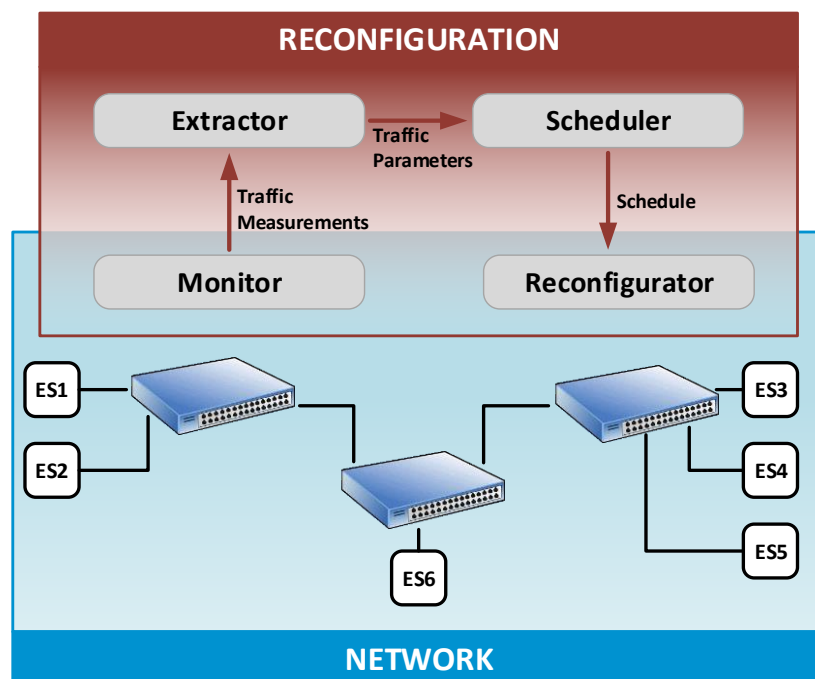 RECONFIGURATION
Extractor
Traffic
Parameters
Scheduler
Traffic
Measurements
Schedule
Monitor
Reconfigurator
ES1
ES3
ES2
ES4
ES5
ES6
NETWORK